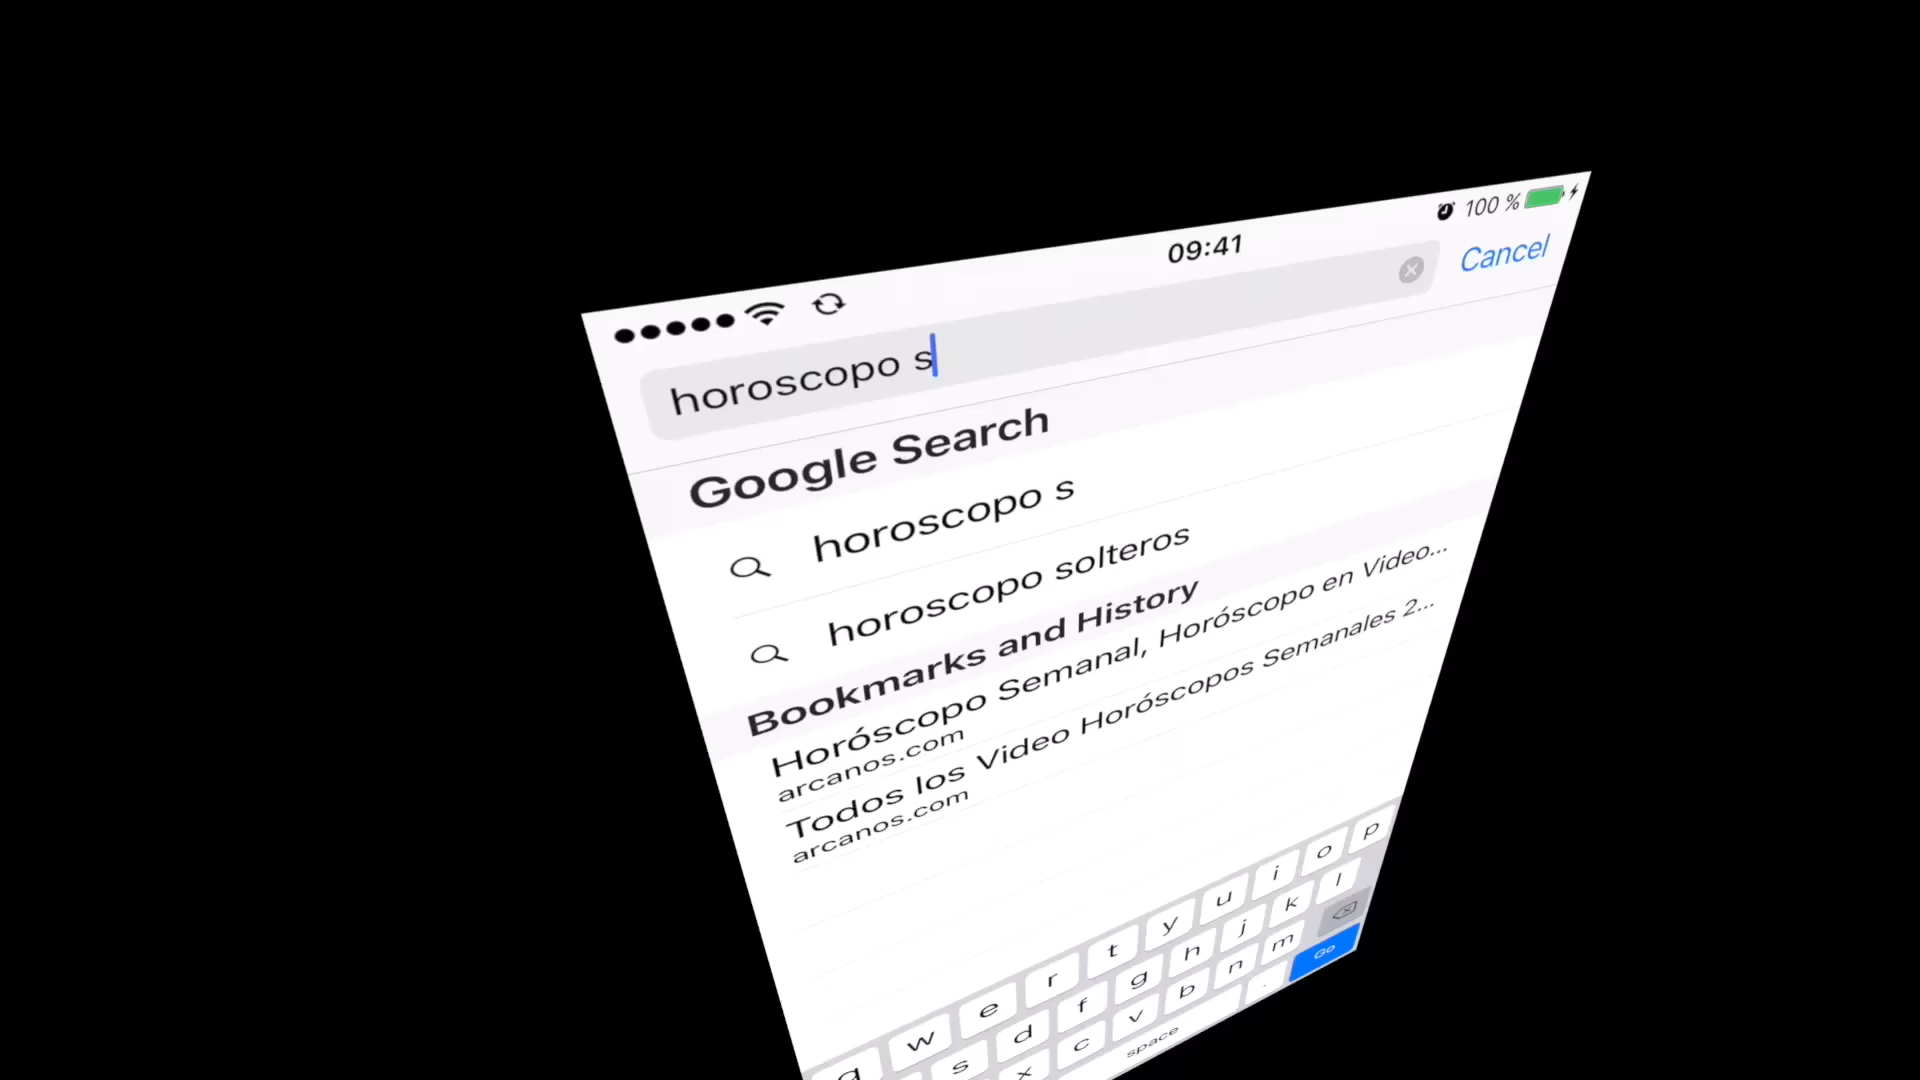 09:41
100 %
horoscopo s
Cancel
Google Search
horoscopo s
horoscopo solteros
Bookmarks and History
Horóscopo Semanal, Horóscopo en Video...
arcanos.com
Todos los Video Horóscopos Semanales 2...
arcanos.com
q w e r t y u i o p
s d f g h j k l
x c v b n m
space . Go